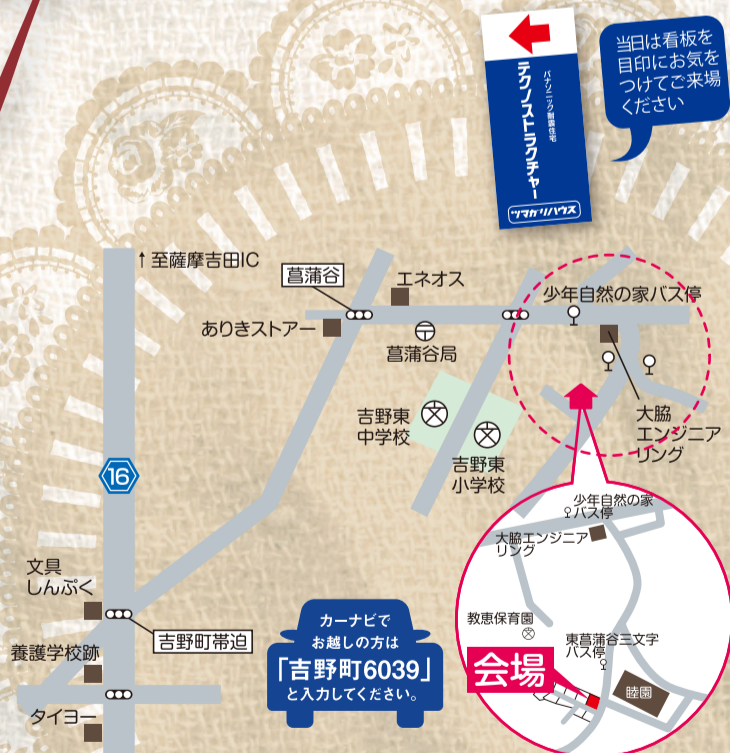 パナソニック耐震住宅
テクノストラクチャー
ツマガリハウス
当日は看板を
目印にお気を
つけてご来場
ください
↑至薩摩吉田IC
菖蒲谷
エネオス
少年自然の家バス停
ありきストアー
菖蒲谷局
吉野東
中学校
吉野東
小学校
大脇
エンジニア
リング
16
文具
しんぷく
吉野町帯迫
養護学校跡
タイヨー
カーナビで
お越しの方は
「吉野町6039」
と入力してください。
少年自然の家
バス停
大脇エンジニア
リング
教恵保育園
東菖蒲谷三文字
バス停
会場
睦園